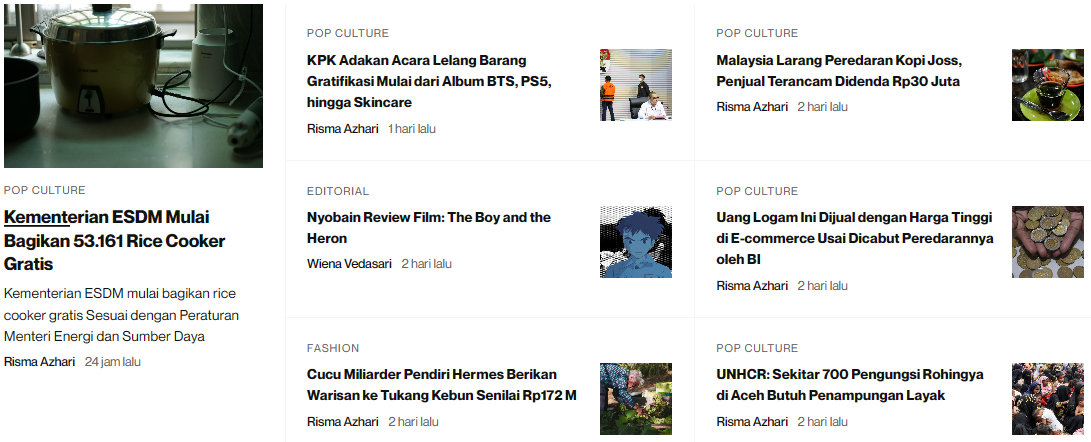 POP CULTURE
Kementerian ESDM Mulai
Bagikan 53.161 Rice Cooker
Gratis
Kementerian ESDM mulai bagikan rice
cooker gratis Sesuai dengan Peraturan
Menteri Energi dan Sumber Daya
Risma Azhari 24 jam lalu
POP CULTURE
KPK Adakan Acara Lelang Barang
Gratifikasi Mulai dari Album BTS, PS5,
hingga Skincare
Risma Azhari 1 hari lalu
POP CULTURE
Malaysia Larang Peredaran Kopi Joss,
Penjual Terancam Didenda Rp30 Juta
Risma Azhari 2 hari lalu
EDITORIAL
Nyobain Review Film: The Boy and the
Heron
Wiena Vedasari 2 hari lalu
POP CULTURE
Uang Logam Ini Dijual dengan Harga Tinggi
di E-commerce Usai Dicabut Peredarannya
oleh BI
Risma Azhari 2 hari lalu
FASHION
Cucu Miliarder Pendiri Hermes Berikan
Warisan ke Tukang Kebun Senilai Rp172 M
Risma Azhari 2 hari lalu
POP CULTURE
UNHCR: Sekitar 700 Pengungsi Rohingya
di Aceh Butuh Penampungan Layak
Risma Azhari 2 hari lalu